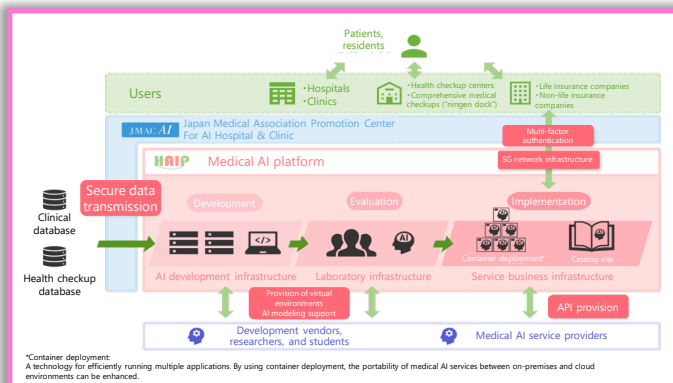 Patients,
residents
Users
・Hospitals
・Clinics
・Health checkup centers
・Comprehensive medical
checkups ("ningen dock")
・Life insurance companies
・Non-life insurance
companies
JMAC AI
Japan Medical Association Promotion Center
For AI Hospital & Clinic
Multi-factor
authentication
HAIP
Medical AI platform
5G network infrastructure
Secure data
transmission
Development
Evaluation
Implementation
Clinical
database
Health checkup
database
</>
AI
AI
Container deployment*
Catalog site
AI development infrastructure
Laboratory infrastructure
Service business infrastructure
Provision of virtual
environments
AI modeling support
API provision
Development vendors,
researchers, and students
Medical AI service providers
*Container deployment:
A technology for efficiently running multiple applications. By using container deployment, the portability of medical AI services between on-premises and cloud
environments can be enhanced.